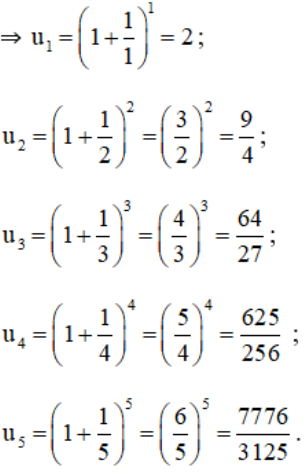 ⇒ u₁ = (1 + 1/1)¹ = 2 ;
u₂ = (1 + 1/2)² = (3/2)² = 9/4 ;
u₃ = (1 + 1/3)³ = (4/3)³ = 64/27 ;
u₄ = (1 + 1/4)⁴ = (5/4)⁴ = 625/256 ;
u₅ = (1 + 1/5)⁵ = (6/5)⁵ = 7776/3125 .